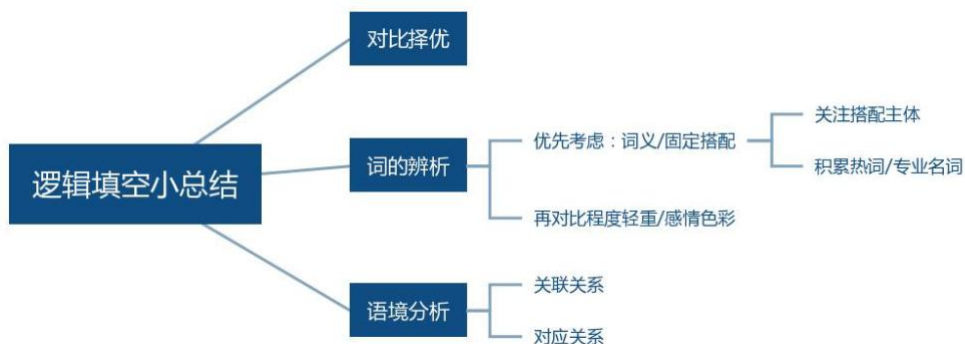 逻辑填空小总结
对比择优
词的辨析
优先考虑：词义/固定搭配
关注搭配主体
积累热词/专业名词
再对比程度轻重/感情色彩
语境分析
关联关系
对应关系